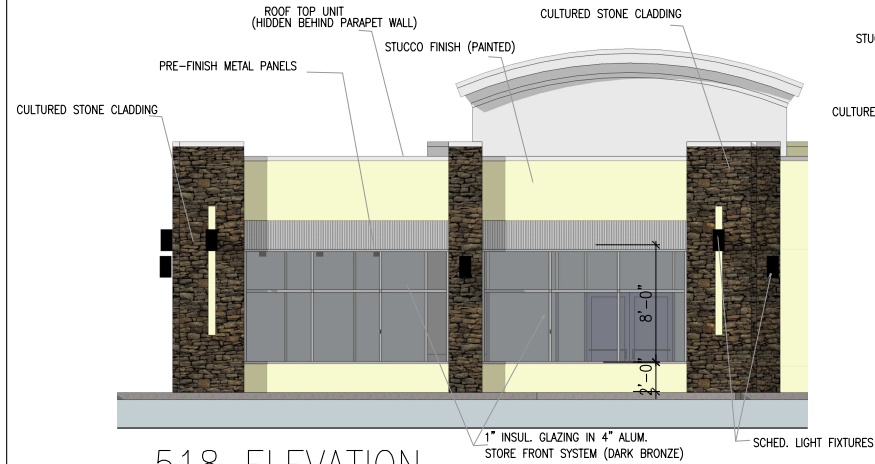 ROOF TOP UNIT
(HIDDEN BEHIND PARAPET WALL)
CULTURED STONE CLADDING
STUCCO FINISH (PAINTED)
PRE-FINISH METAL PANELS
CULTURED STONE CLADDING
8'-0"
2'-0"
1" INSUL. GLAZING IN 4" ALUM.
STORE FRONT SYSTEM (DARK BRONZE)
SCHED. LIGHT FIXTURES
518 ELEVATION